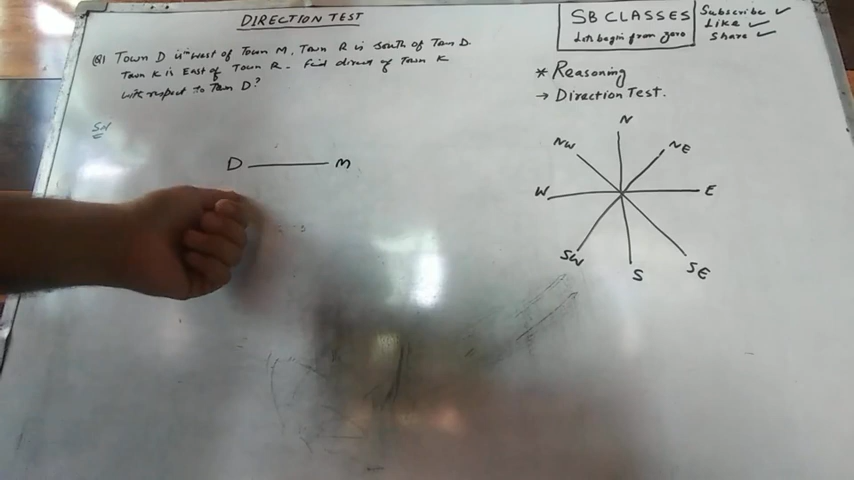 DIRECTION TEST
Q1) Town D is in west of Town M. Town R is south of Town D.
Town K is East of Town R. Find direct of Town K
with respect to Town D?
Sol
D M
SB CLASSES
Lets begin from zero
Subscribe ✓
Like ✓
Share ✓
* Reasoning
→ Direction Test.
N
NW NE
W E
SW S SE